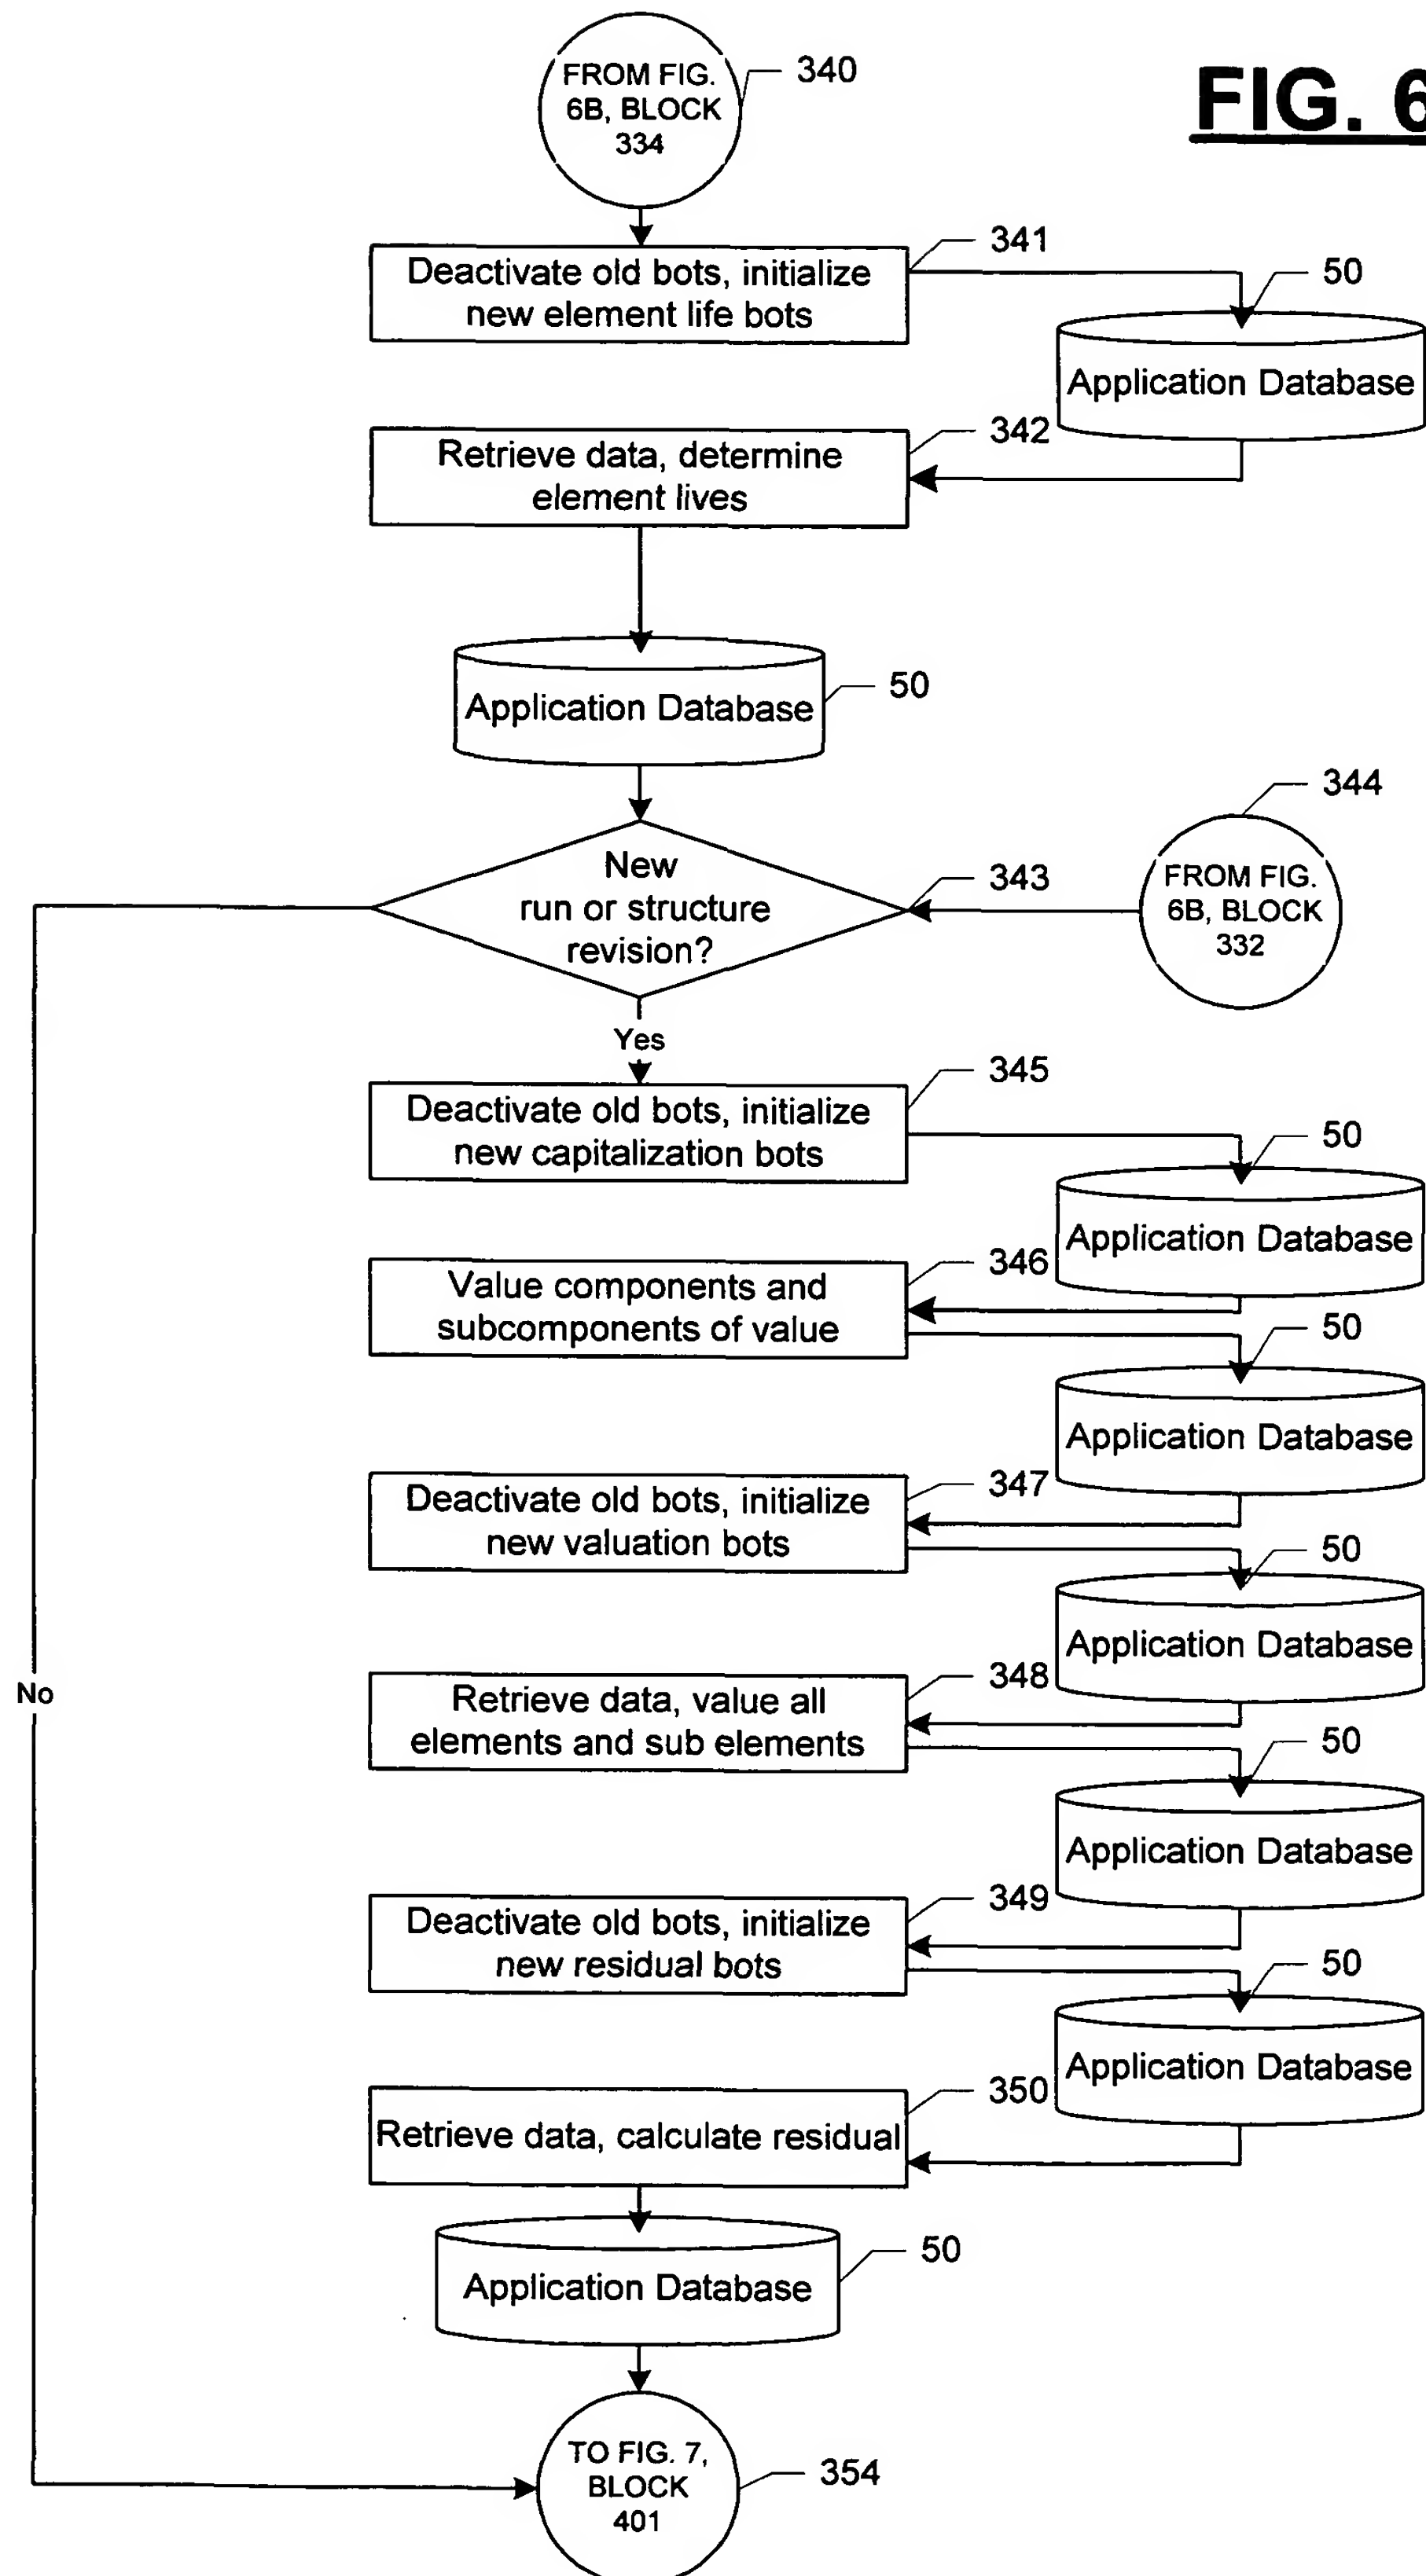 FROM FIG.
6B, BLOCK
334
340
FIG. 6
341
Deactivate old bots, initialize
new element life bots
50
Application Database
342
Retrieve data, determine
element lives
Application Database
50
344
New
run or structure
revision?
343
FROM FIG.
6B, BLOCK
332
Yes
345
Deactivate old bots, initialize
new capitalization bots
50
Application Database
346
Value components and
subcomponents of value
50
Application Database
347
Deactivate old bots, initialize
new valuation bots
50
Application Database
348
No
Retrieve data, value all
elements and sub elements
50
Application Database
349
Deactivate old bots, initialize
new residual bots
50
Application Database
350
Retrieve data, calculate residual
50
Application Database
TO FIG. 7,
BLOCK
401
354